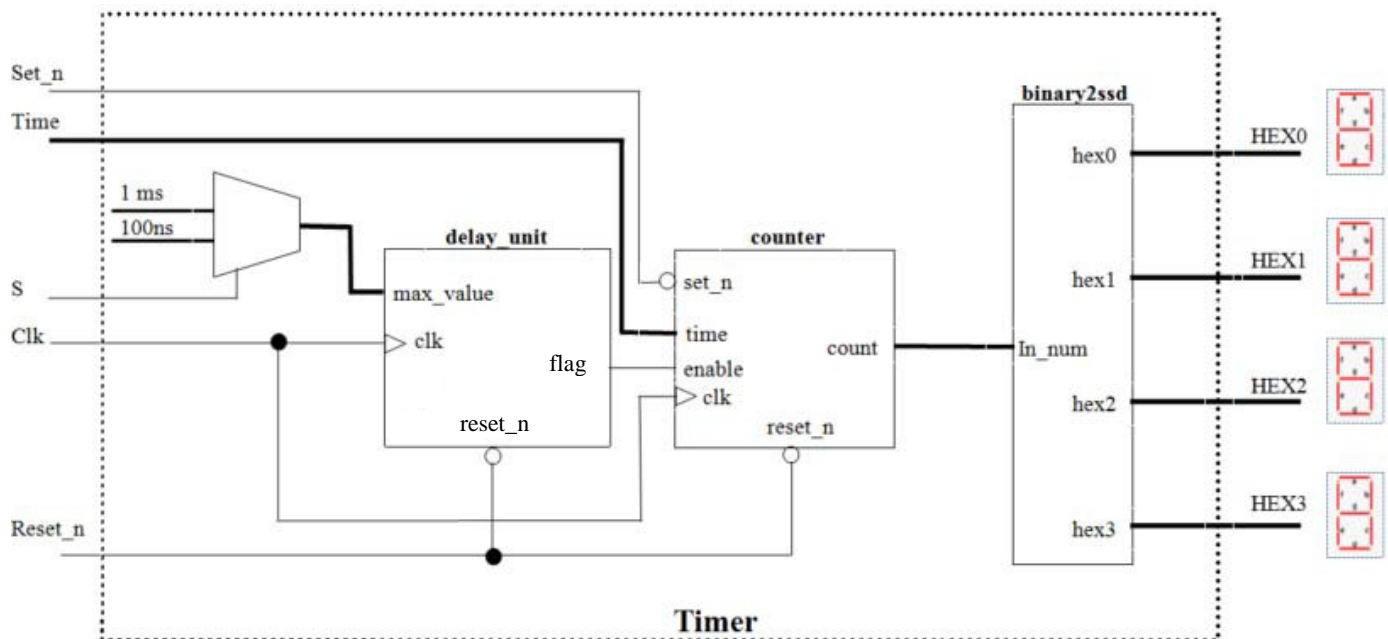 Set_n
Time
1 ms
100ns
S
Clk
Reset_n
delay_unit
max_value
clk
flag
reset_n
counter
set_n
time
enable
clk
count
reset_n
binary2ssd
In_num
hex0
hex1
hex2
hex3
HEX0
HEX1
HEX2
HEX3
Timer